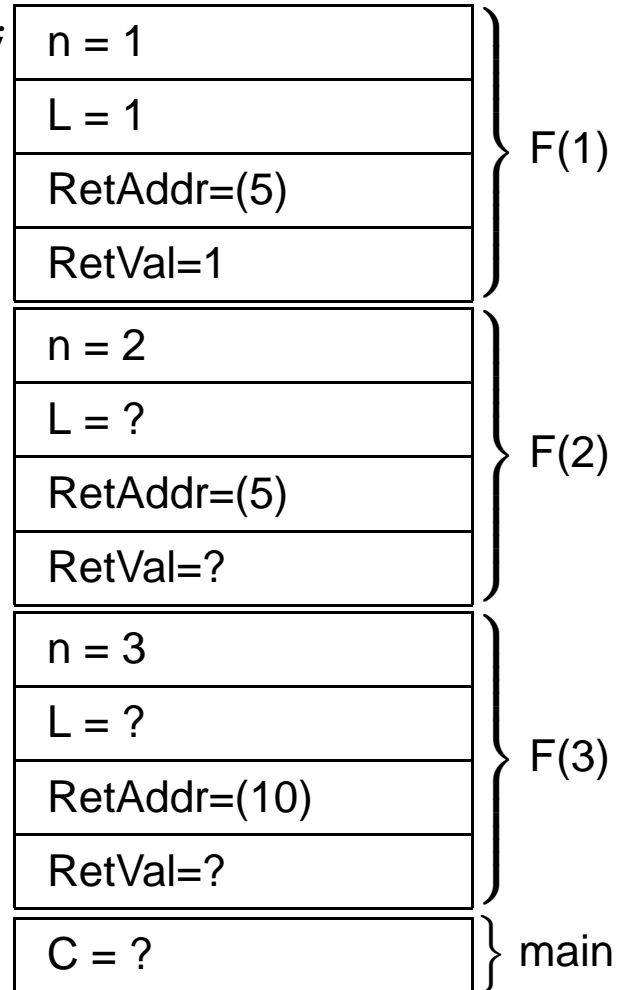 n = 1
L = 1
RetAddr=(5)
RetVal=1
F(1)
n = 2
L = ?
RetAddr=(5)
RetVal=?
F(2)
n = 3
L = ?
RetAddr=(10)
RetVal=?
F(3)
C = ?
main